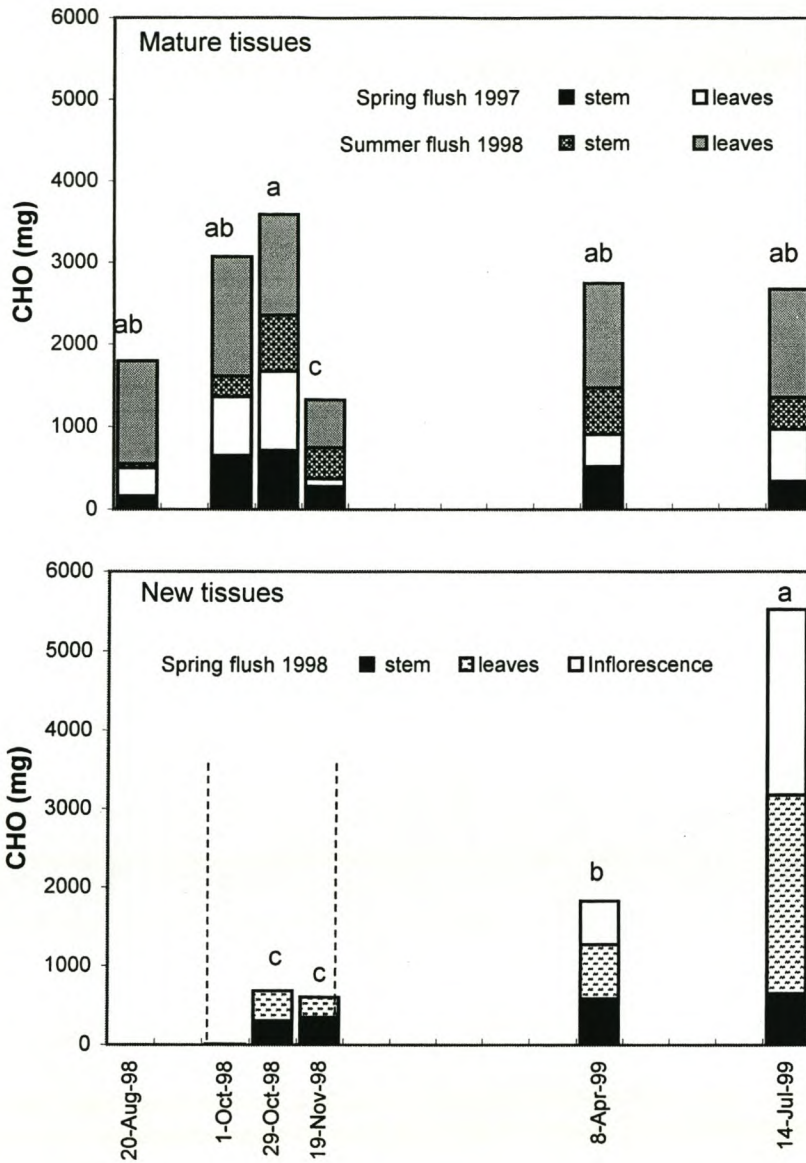 6000
Mature tissues
5000
Spring flush 1997 stem leaves
Summer flush 1998 stem leaves
4000
a
ab
3000
ab ab
CHO (mg)
2000
ab
c
1000
0
6000
New tissues
a
5000
Spring flush 1998 stem leaves Inflorescence
4000
CHO (mg)
3000
2000
b
1000
c c
0
20-Aug-98
1-Oct-98
29-Oct-98
19-Nov-98
8-Apr-99
14-Jul-99